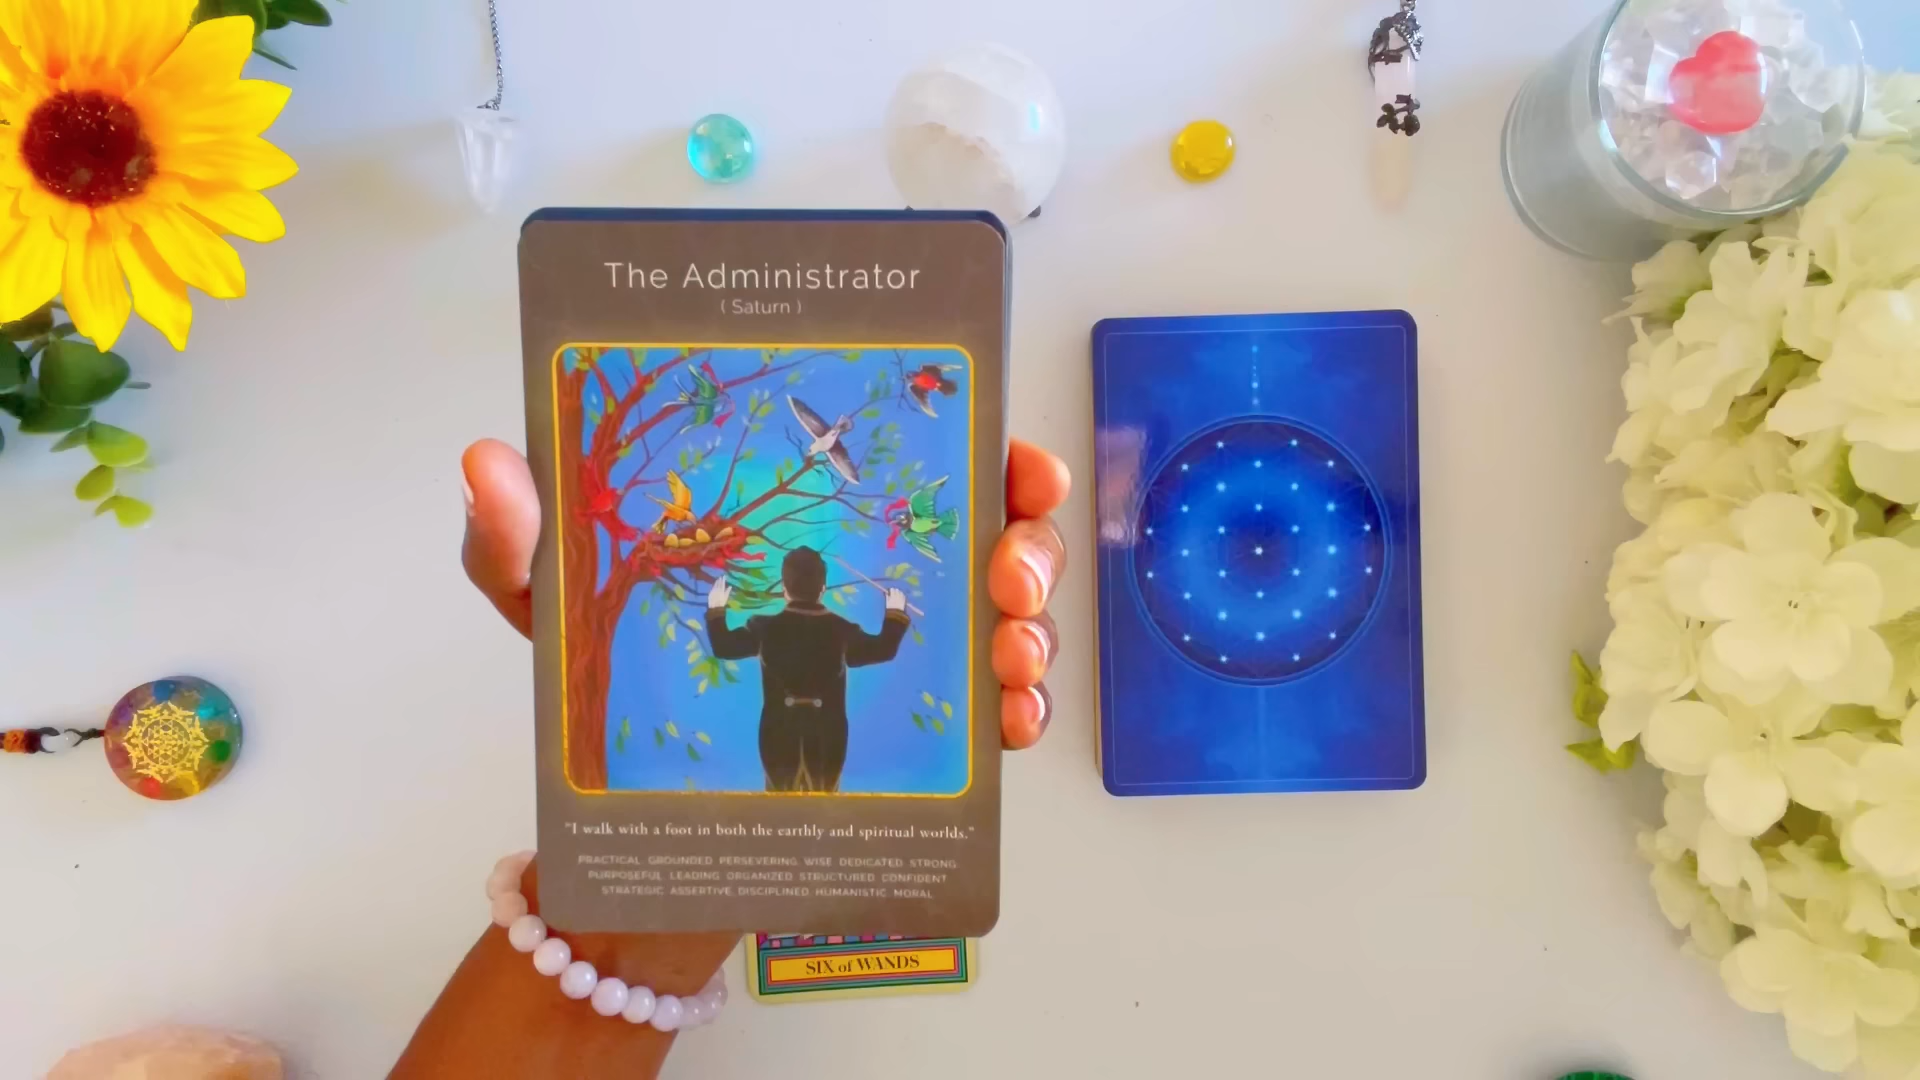 The Administrator
( Saturn )
"I walk with a foot in both the earthly and spiritual worlds."
PRACTICAL GROUNDED PERSEVERING WISE DEDICATED STRONG
PURPOSEFUL LEADING ORGANIZED STRUCTURED CONFIDENT
STRATEGIC ASSERTIVE DISCIPLINED HUMANISTIC MORAL
SIX of WANDS